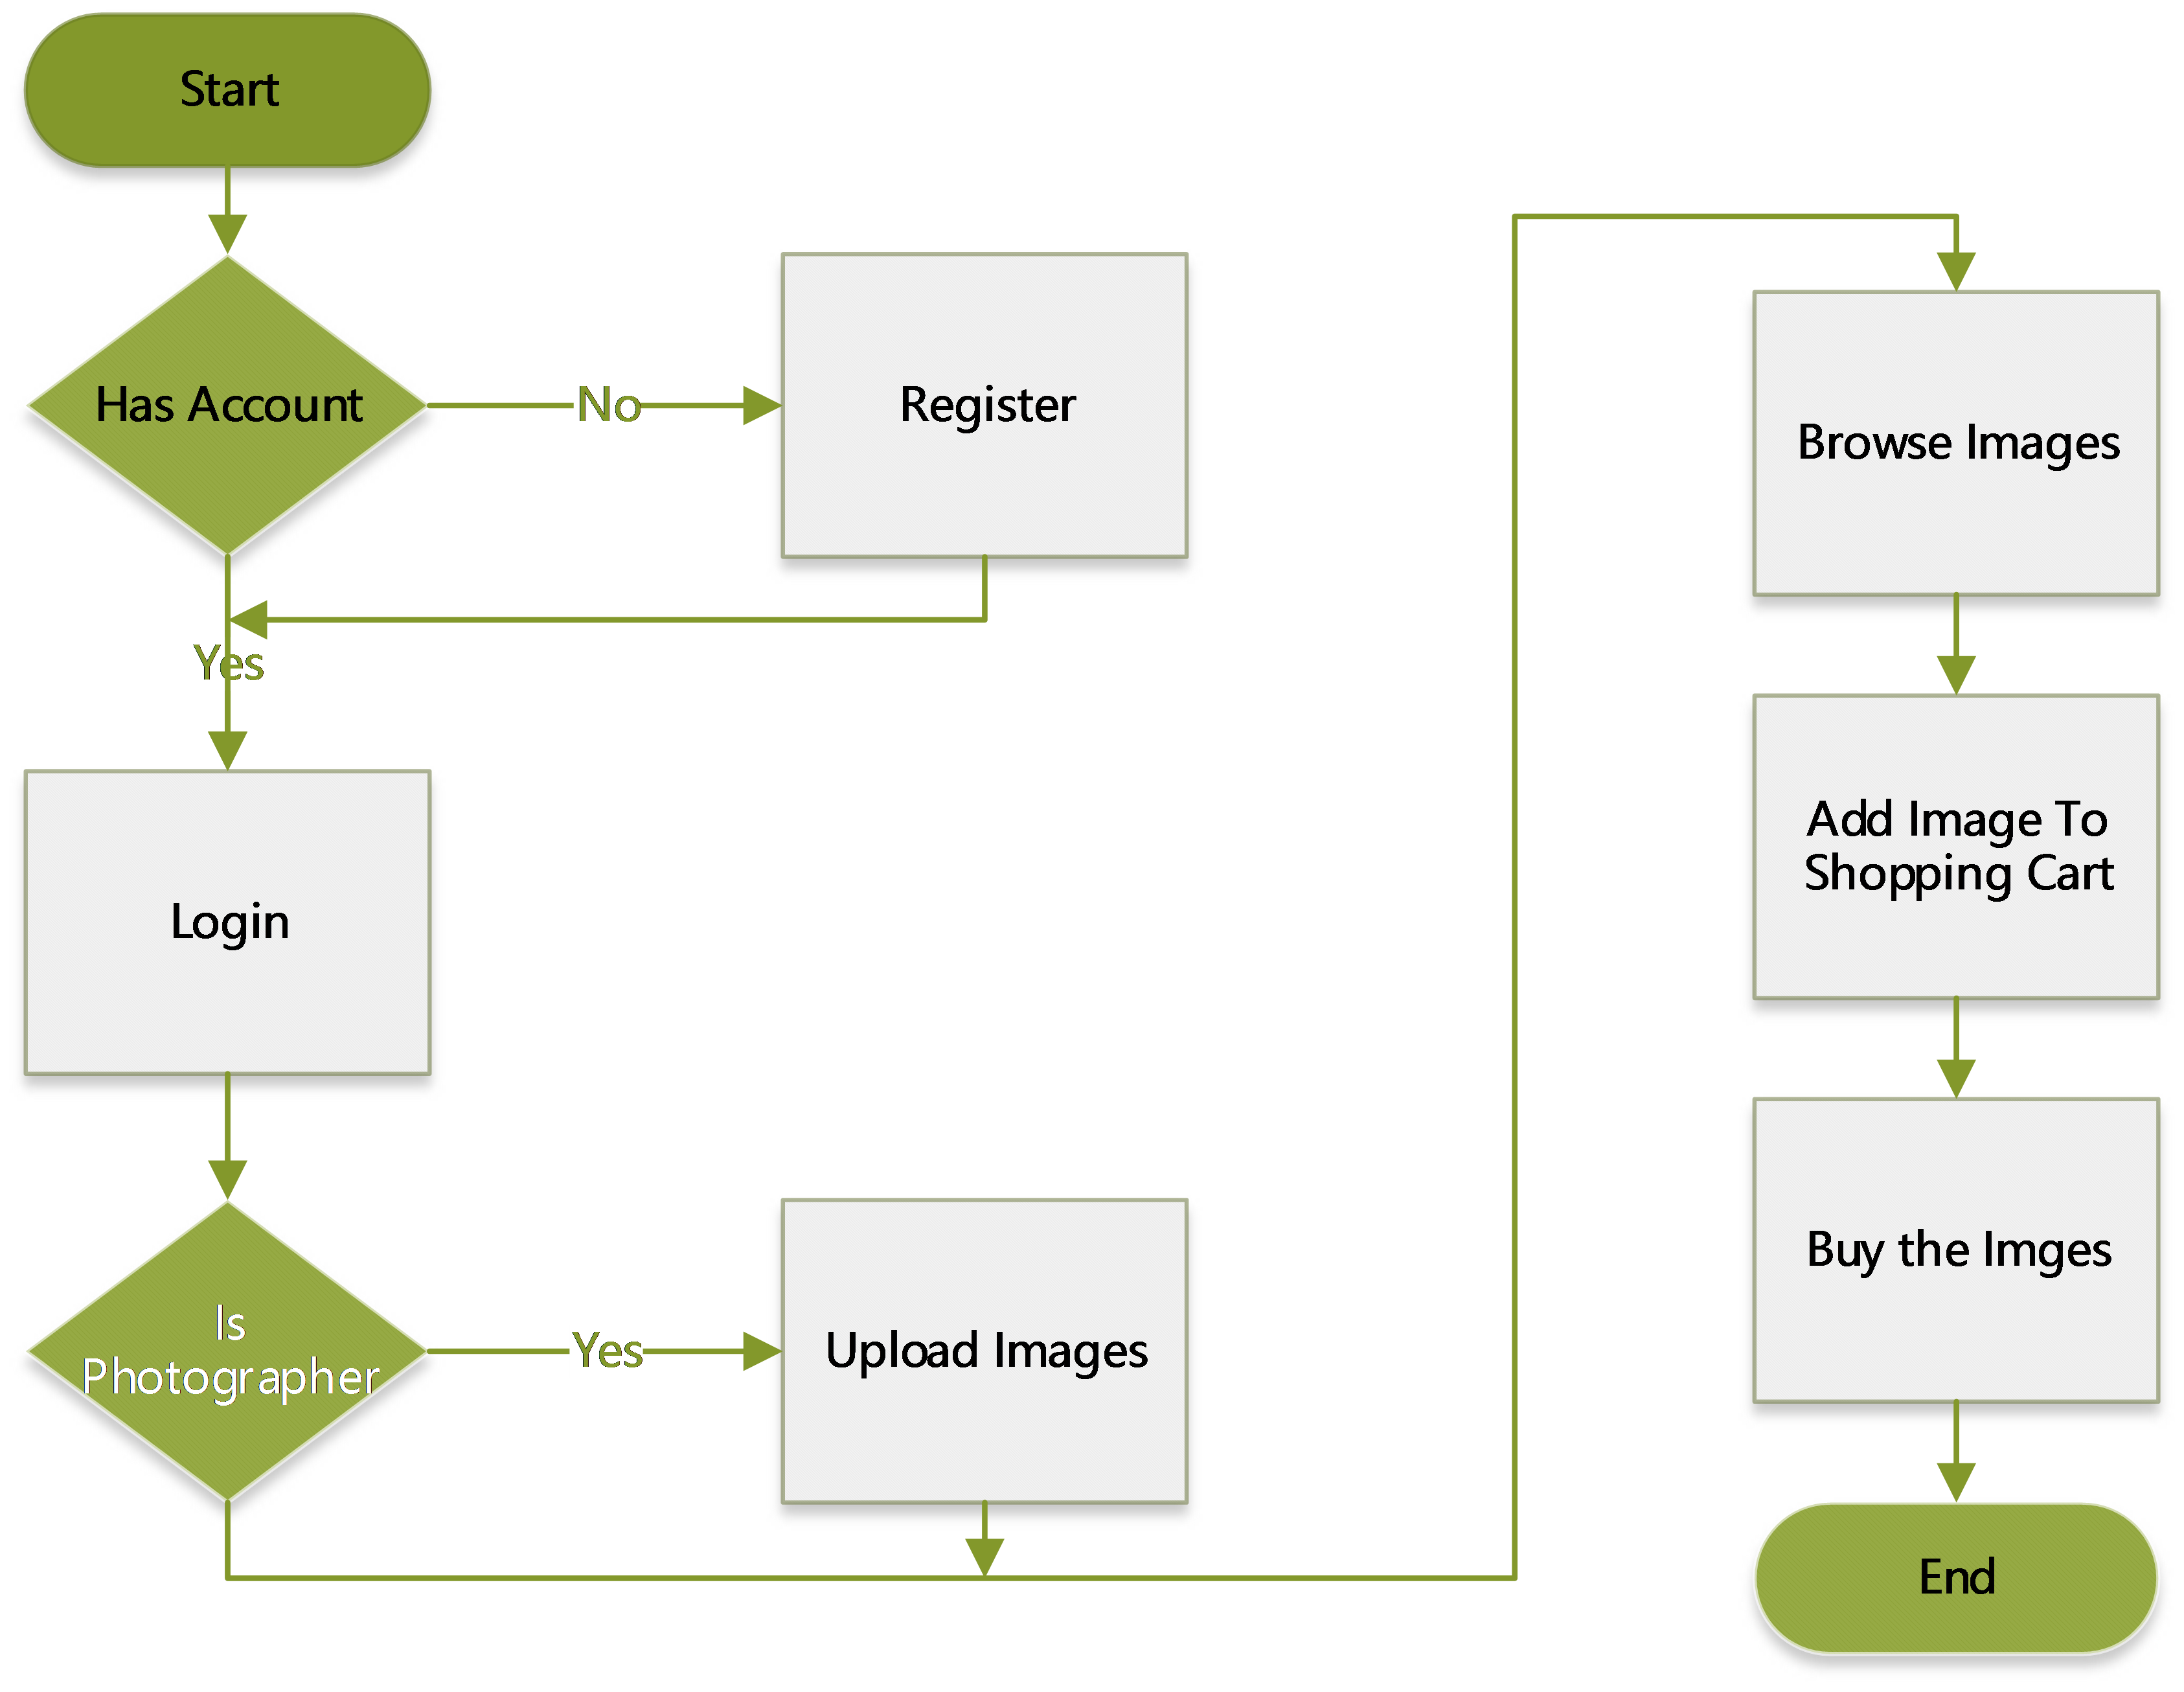 Start
Has Account
No
Register
Yes
Login
Is
Photographer
Yes
Upload Images
Browse Images
Add Image To
Shopping Cart
Buy the Imges
End